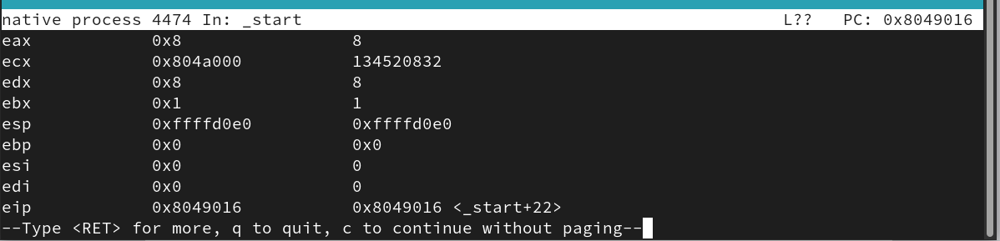 native process 4474 In: _start L?? PC: 0x8049016
eax 0x8 8
ecx 0x804a000 134520832
edx 0x8 8
ebx 0x1 1
esp 0xffffd0e0 0xffffd0e0
ebp 0x0 0x0
esi 0x0 0
edi 0x0 0
eip 0x8049016 0x8049016 <_start+22>
--Type <RET> for more, q to quit, c to continue without paging--